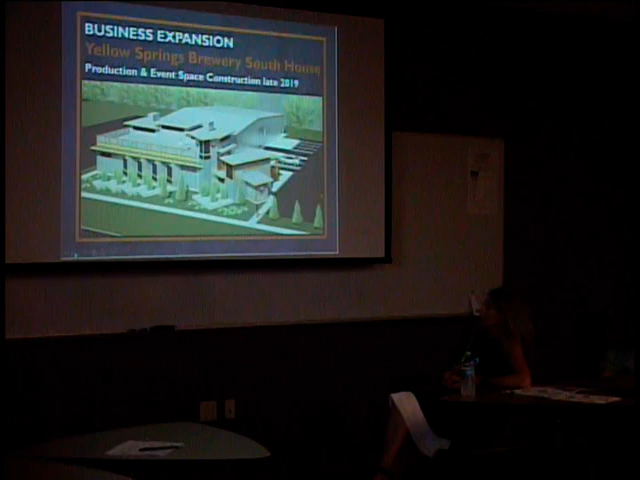 BUSINESS EXPANSION
Yellow Springs Brewery South House
Production & Event Space Construction late 2019